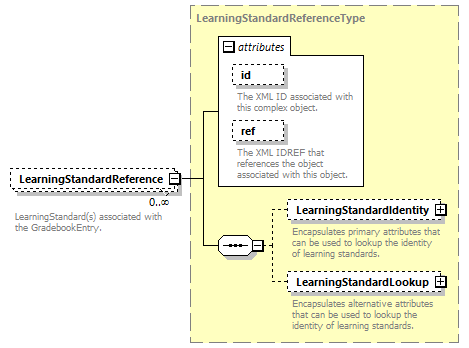 LearningStandardReferenceType
attributes
id
The XML ID associated with
this complex object.
ref
The XML IDREF that
references the object
associated with this object.
LearningStandardReference
0..∞
LearningStandard(s) associated with
the GradebookEntry.
LearningStandardIdentity
Encapsulates primary attributes that
can be used to lookup the identity
of learning standards.
LearningStandardLookup
Encapsulates alternative attributes
that can be used to lookup the
identity of learning standards.